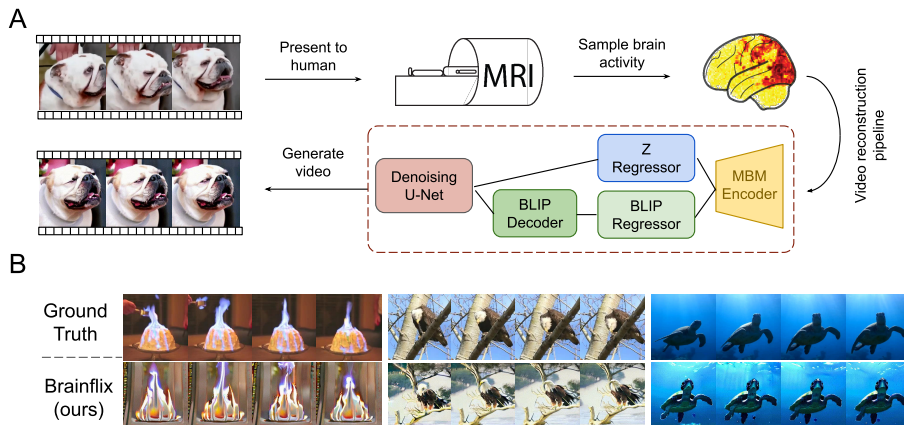 A
Present to
human
MRI
Sample brain
activity
Video reconstruction
pipeline
Generate
video
Denoising
U-Net
Z
Regressor
BLIP
Decoder
BLIP
Regressor
MBM
Encoder
B
Ground
Truth
Brainflix
(ours)